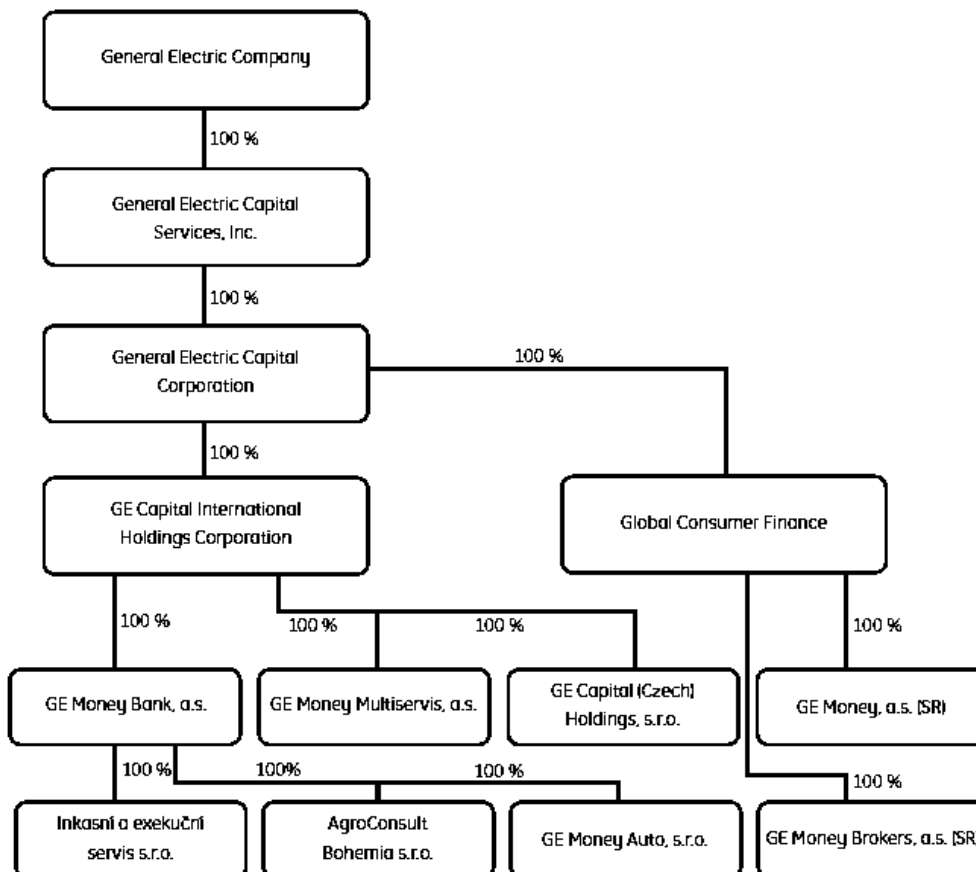 General Electric Company
100 %
General Electric Capital
Services, Inc.
100 %
General Electric Capital
Corporation
100 %
100 %
GE Capital International
Holdings Corporation
Global Consumer Finance
100 %
100 %
100 %
100 %
GE Money Bank, a.s.
GE Money Multiservis, a.s.
GE Capital (Czech)
Holdings, s.r.o.
GE Money, a.s. (SR)
100 %
100%
100 %
100 %
Inkasní a exekuční
servis s.r.o.
AgroConsult
Bohemia s.r.o.
GE Money Auto, s.r.o.
GE Money Brokers, a.s. (SR)